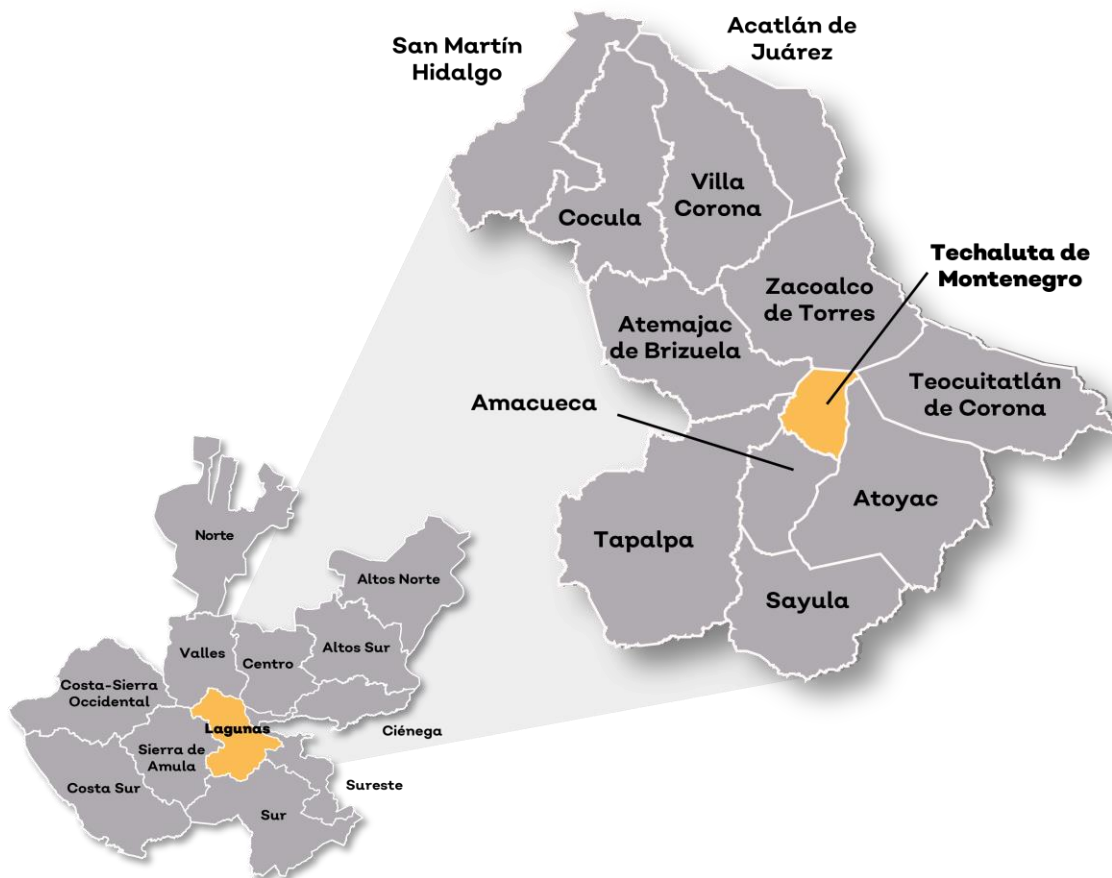 San Martín
Hidalgo
Acatlán de
Juárez
Villa
Corona
Cocula
Techaluta de
Montenegro
Zacoalco
de Torres
Atemajac
de Brizuela
Teocuitatlán
de Corona
Amacueca
Atoyac
Tapalpa
Sayula
Norte
Altos Norte
Valles
Centro
Altos Sur
Costa-Sierra
Occidental
Lagunas
Ciénega
Sierra de
Amula
Costa Sur
Sureste
Sur